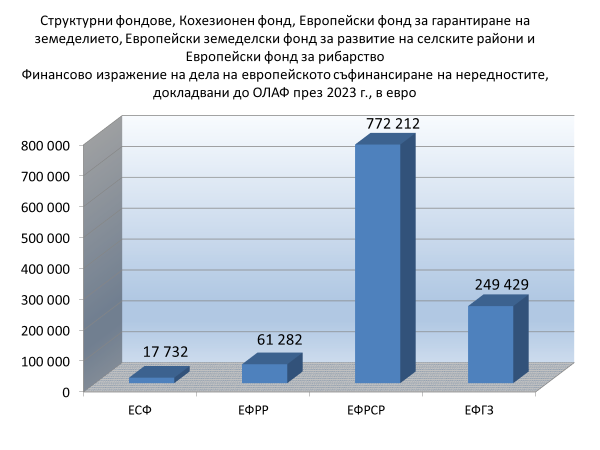 Структурни фондове, Кохезионен фонд, Европейски фонд за гарантиране на
земеделието, Европейски земеделски фонд за развитие на селските райони и
Европейски фонд за рибарство
Финансово изражение на дела на европейското съфинансиране на нередностите,
докладвани до ОЛАФ през 2023 г., в евро
772 212
800 000
700 000
600 000
500 000
400 000
300 000
200 000
100 000
0
17 732
61 282
249 429
ЕСФ
ЕФРР
ЕФРСР
ЕФГЗ